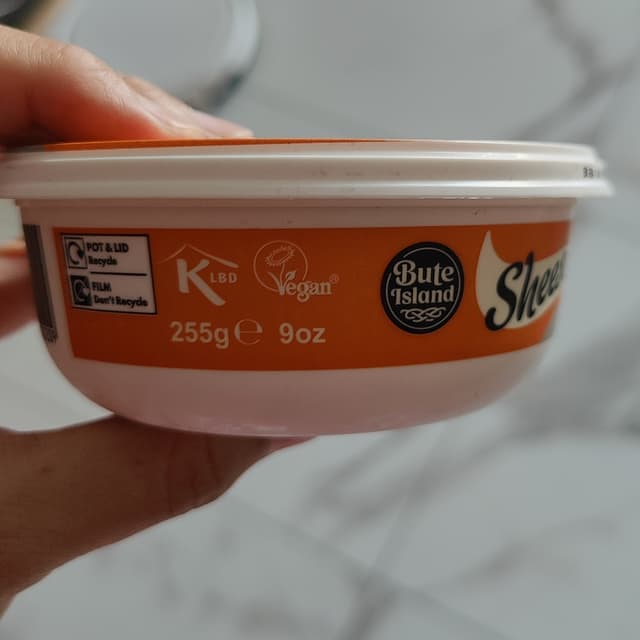 POT & LID
Recycle
FILM
Don't Recycle
K LBD
Vegan
255g ℮ 9oz
Bute
Island